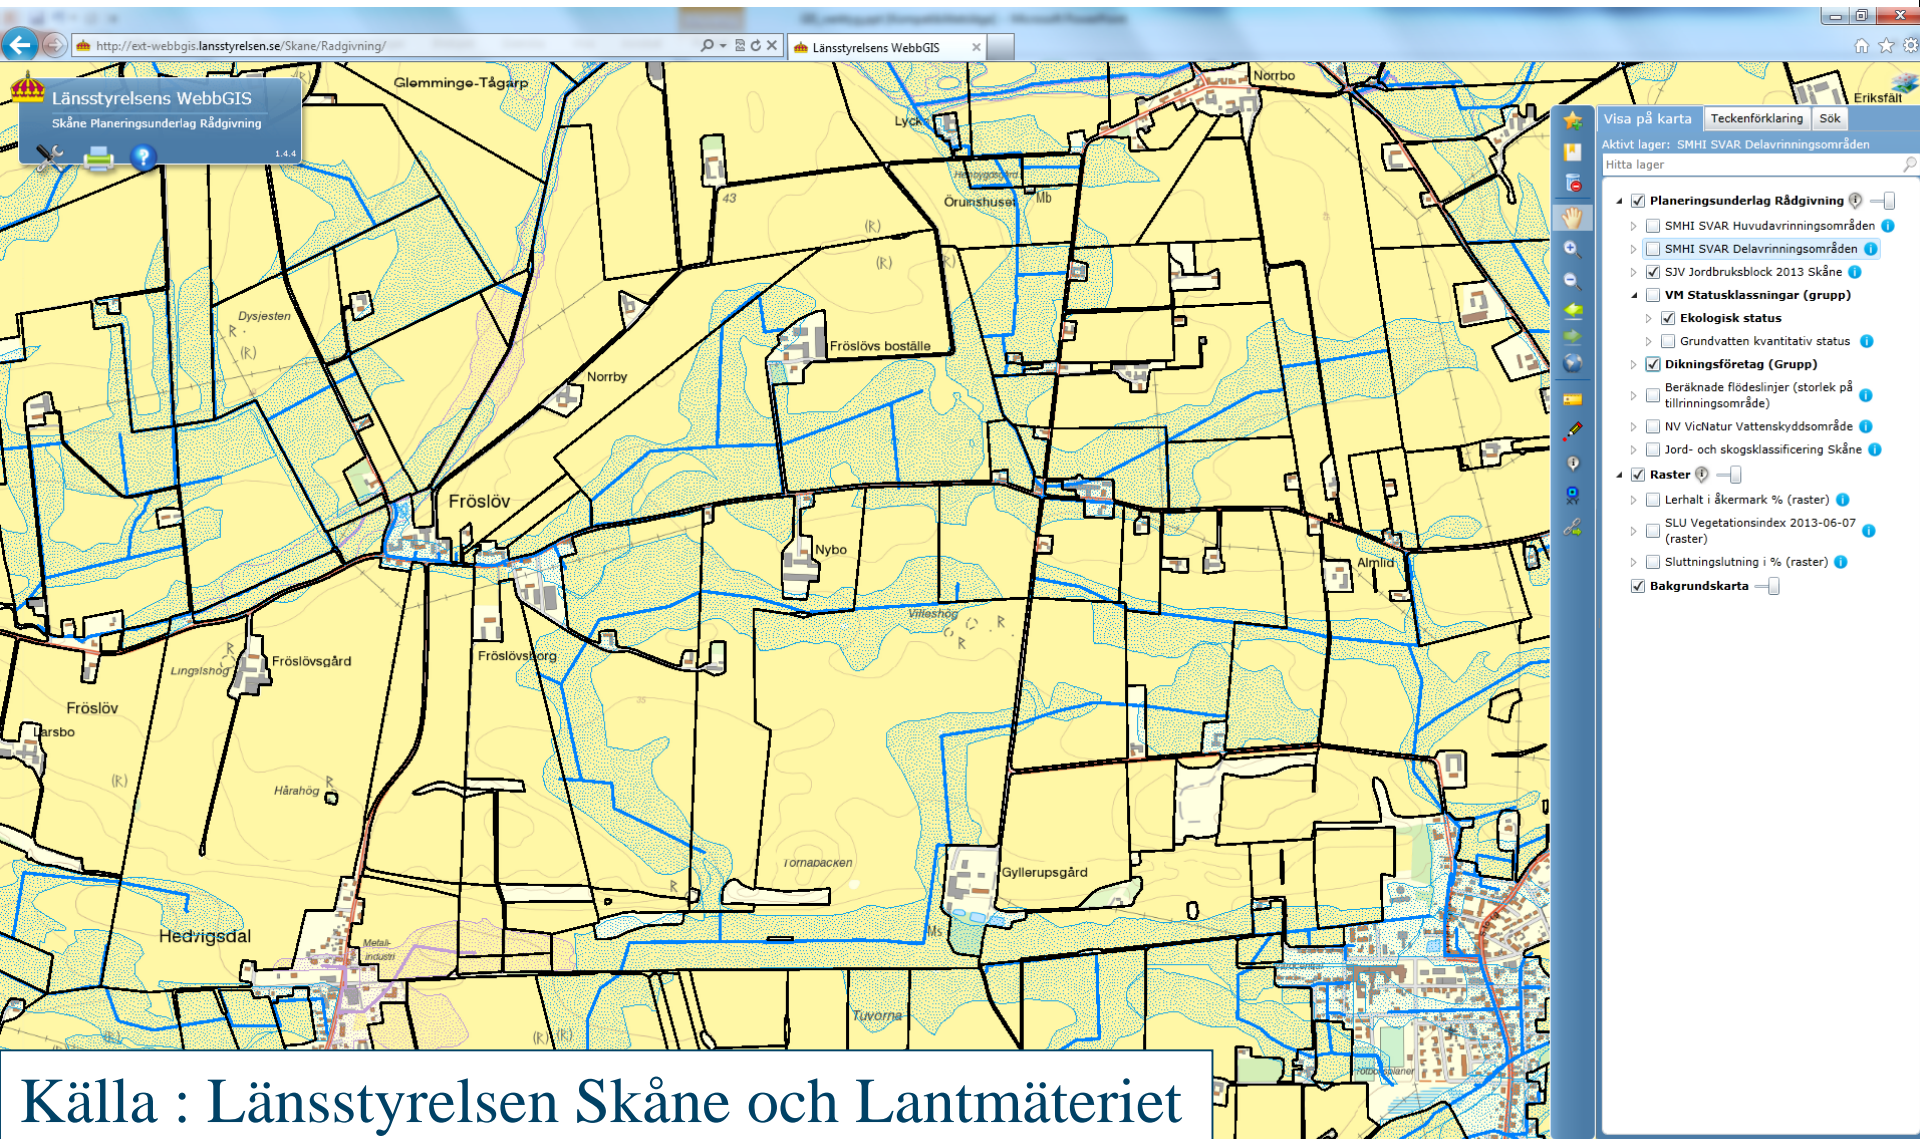 http://ext-webbgis.lansstyrelsen.se/Skane/Radgivning/
Länsstyrelsens WebbGIS
Länsstyrelsens WebbGIS
Skåne Planeringsunderlag Rådgivning
1.4.4
Visa på karta
Teckenförklaring
Sök
Aktivt lager: SMHI SVAR Delavrinningsområden
Hitta lager
Planeringsunderlag Rådgivning
SMHI SVAR Huvudavrinningsområden
SMHI SVAR Delavrinningsområden
SJV Jordbruksblock 2013 Skåne
VM Statusklassningar (grupp)
Ekologisk status
Grundvatten kvantitativ status
Dikningsföretag (Grupp)
Beräknade flödeslinjer (storlek på
tillrinningsområde)
NV VicNatur Vattenskyddsområde
Jord- och skogsklassificering Skåne
Raster
Lerhalt i åkermark % (raster)
SLU Vegetationsindex 2013-06-07
(raster)
Sluttningslutning i % (raster)
Bakgrundskarta
Glemminge-Tågarp
Norrbo
Eriksfält
Lycke
43
Örumshuset
Mb
(R)
(R)
Dysjesten
R
(R)
Fröslövs boställe
Norrby
Fröslöv
Nybo
Almlid
Villeshög
R
R
R
Fröslövsgård
Fröslövsborg
Lingslshög
Fröslöv
Larsbo
(R)
Hårahög
R
Tornabacken
R
Gyllerupsgård
Ms
Hedvigsdal
Metall-
industri
Tuvorna
(R)
(R)
Källa : Länsstyrelsen Skåne och Lantmäteriet